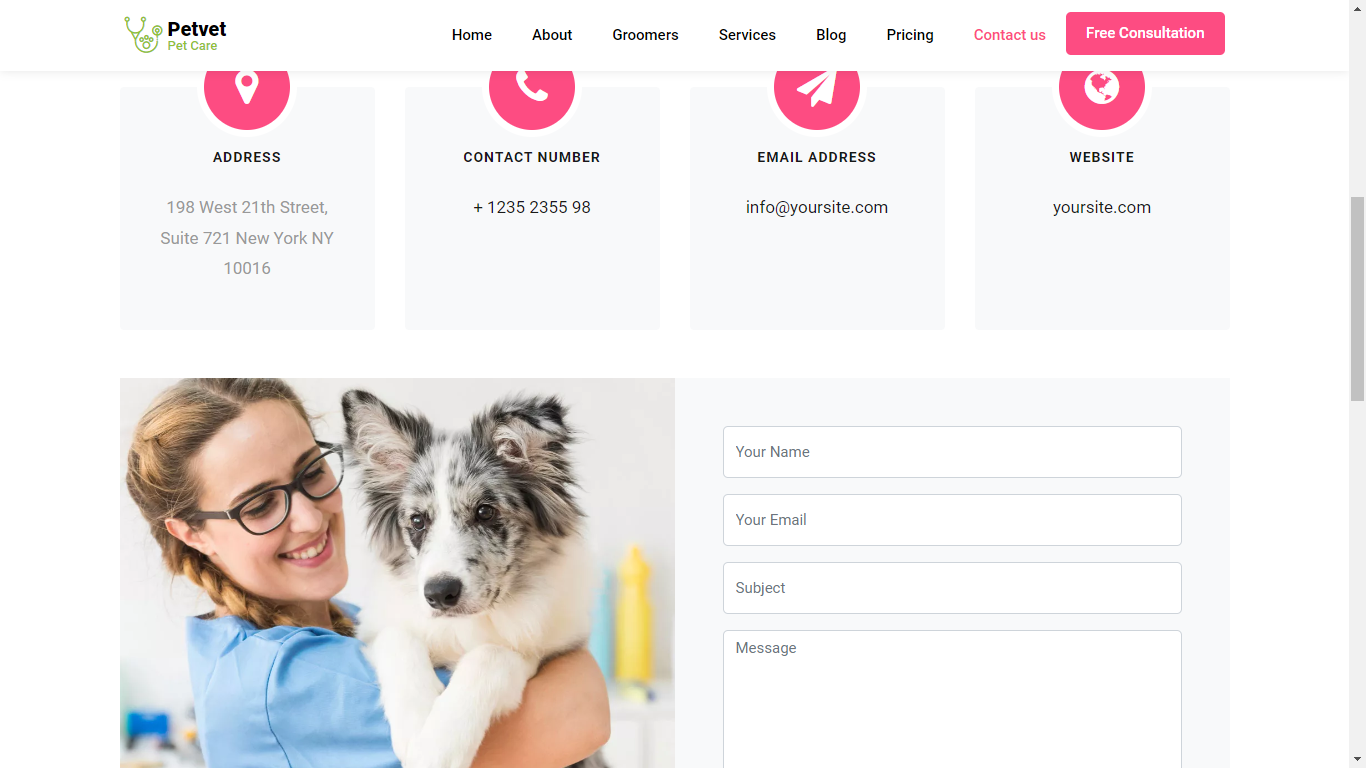 Petvet
Pet Care
Home
About
Groomers
Services
Blog
Pricing
Contact us
Free Consultation
ADDRESS
198 West 21th Street,
Suite 721 New York NY
10016
CONTACT NUMBER
+ 1235 2355 98
EMAIL ADDRESS
info@yoursite.com
WEBSITE
yoursite.com
Your Name
Your Email
Subject
Message